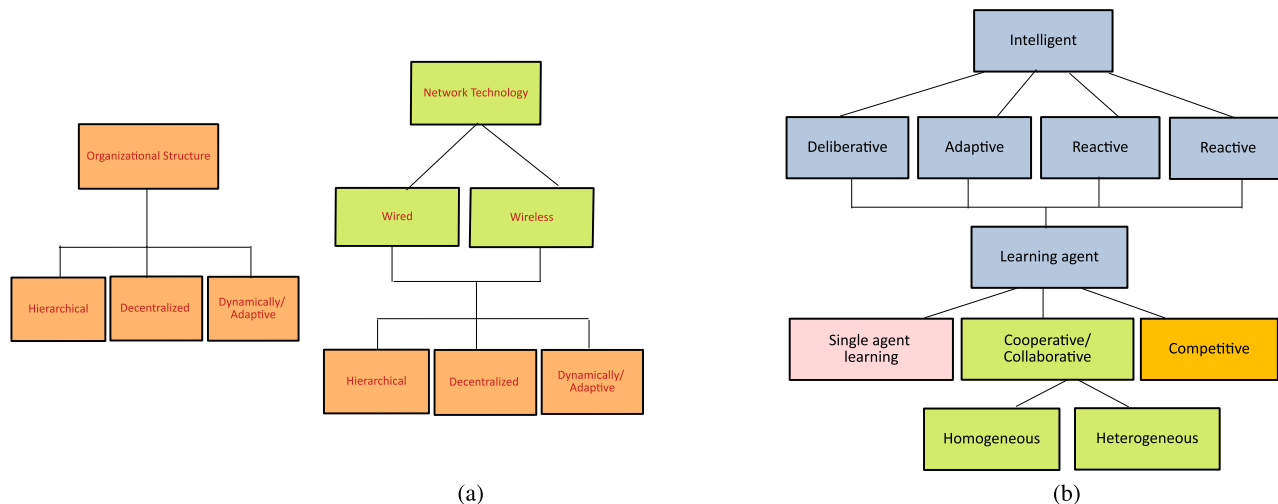 Organizational Structure
Hierarchical
Decentralized
Dynamically/
Adaptive
Network Technology
Wired
Wireless
Hierarchical
Decentralized
Dynamically/
Adaptive
(a)
Intelligent
Deliberative
Adaptive
Reactive
Reactive
Learning agent
Single agent
learning
Cooperative/
Collaborative
Competitive
Homogeneous
Heterogeneous
(b)